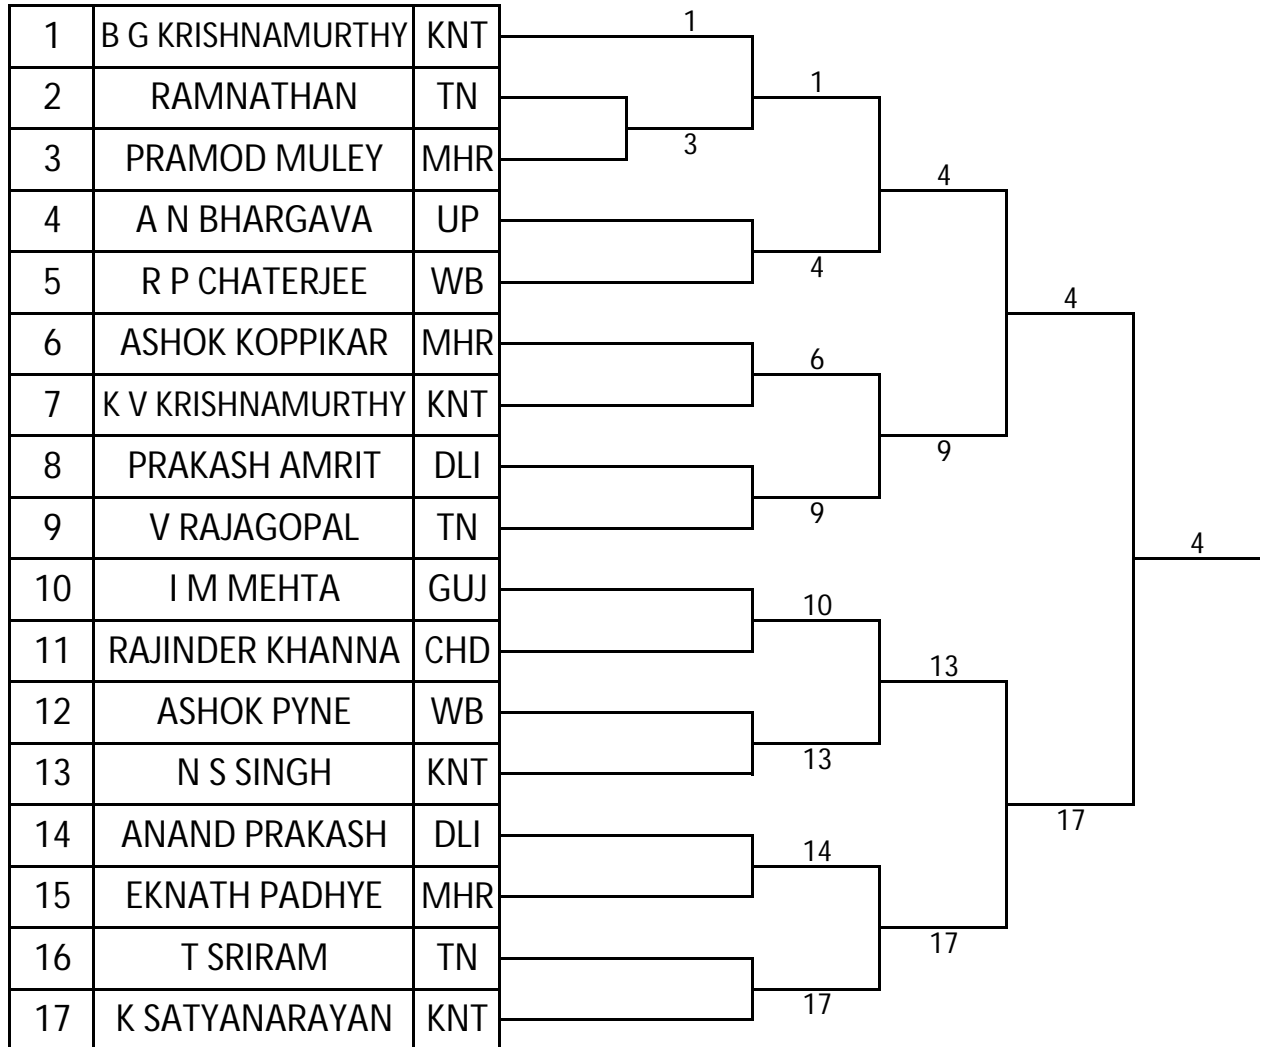 1 B G KRISHNAMURTHY KNT
2 RAMNATHAN TN
3 PRAMOD MULEY MHR
4 A N BHARGAVA UP
5 R P CHATERJEE WB
6 ASHOK KOPPIKAR MHR
7 K V KRISHNAMURTHY KNT
8 PRAKASH AMRIT DLI
9 V RAJAGOPAL TN
10 I M MEHTA GUJ
11 RAJINDER KHANNA CHD
12 ASHOK PYNE WB
13 N S SINGH KNT
14 ANAND PRAKASH DLI
15 EKNATH PADHYE MHR
16 T SRIRAM TN
17 K SATYANARAYAN KNT
1
3
1
4
6
9
10
13
14
17
4
9
13
17
4
17
4